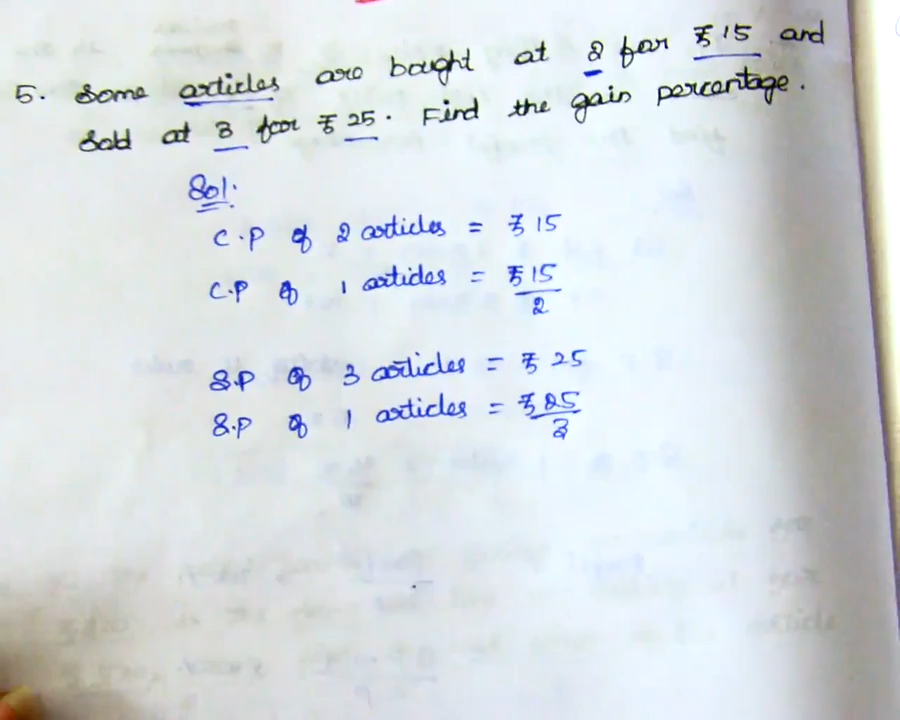 5. Some articles are bought at 2 for ₹ 15 and
Sold at 3 for ₹ 25. Find the gain percantage.
Sol:
C.P of 2 articles = ₹ 15
C.P of 1 articles = ₹ 15/2
S.P of 3 articles = ₹ 25
S.P of 1 articles = ₹ 25/3